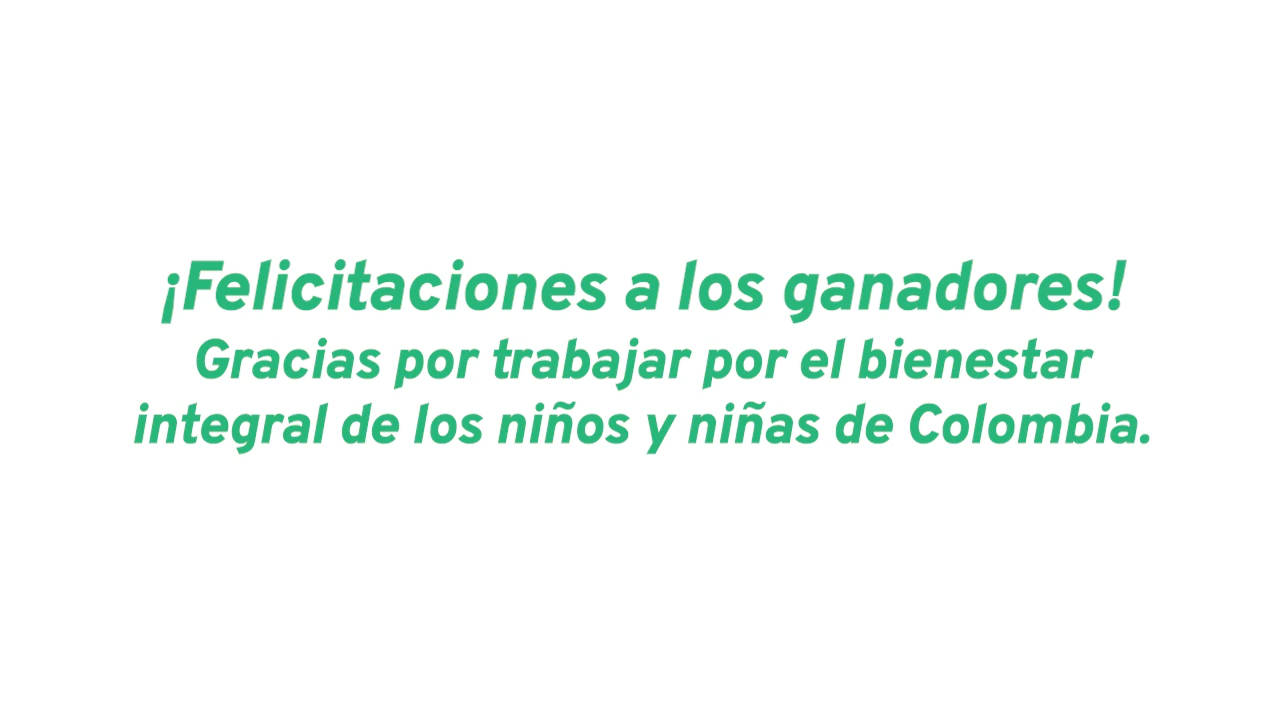 ¡Felicitaciones a los ganadores!
Gracias por trabajar por el bienestar
integral de los niños y niñas de Colombia.